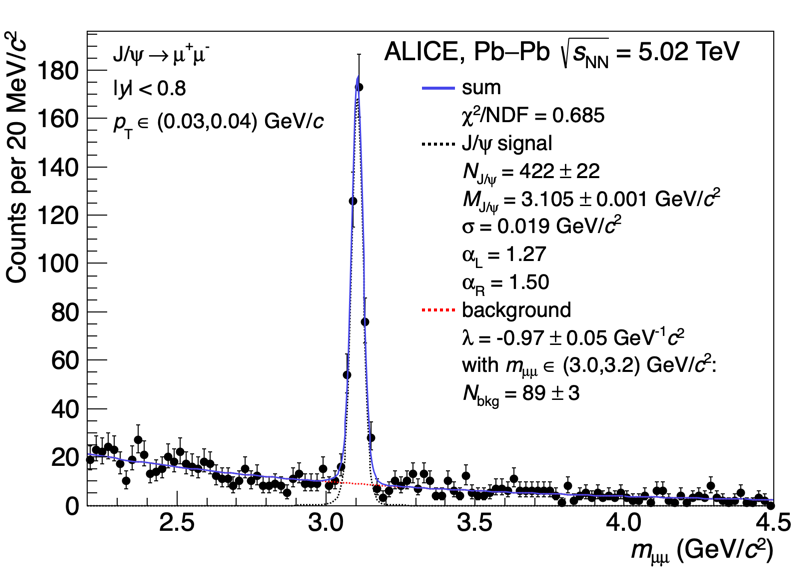 J/ψ → μ⁺μ⁻
|y| < 0.8
p_T ∈ (0.03,0.04) GeV/c
ALICE, Pb–Pb √s_NN = 5.02 TeV
sum
χ²/NDF = 0.685
J/ψ signal
N_J/ψ = 422 ± 22
M_J/ψ = 3.105 ± 0.001 GeV/c²
σ = 0.019 GeV/c²
α_L = 1.27
α_R = 1.50
background
λ = -0.97 ± 0.05 GeV⁻¹c²
with m_μμ ∈ (3.0,3.2) GeV/c²:
N_bkg = 89 ± 3
Counts per 20 MeV/c²
180
160
140
120
100
80
60
40
20
0
2.5 3.0 3.5 4.0 4.5
m_μμ (GeV/c²)